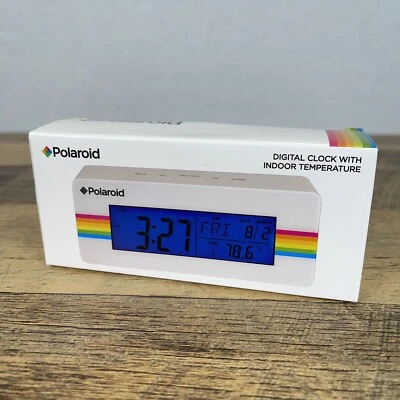 Polaroid
DIGITAL CLOCK WITH
INDOOR TEMPERATURE
Polaroid
3:27
FRI 8/2
78.6